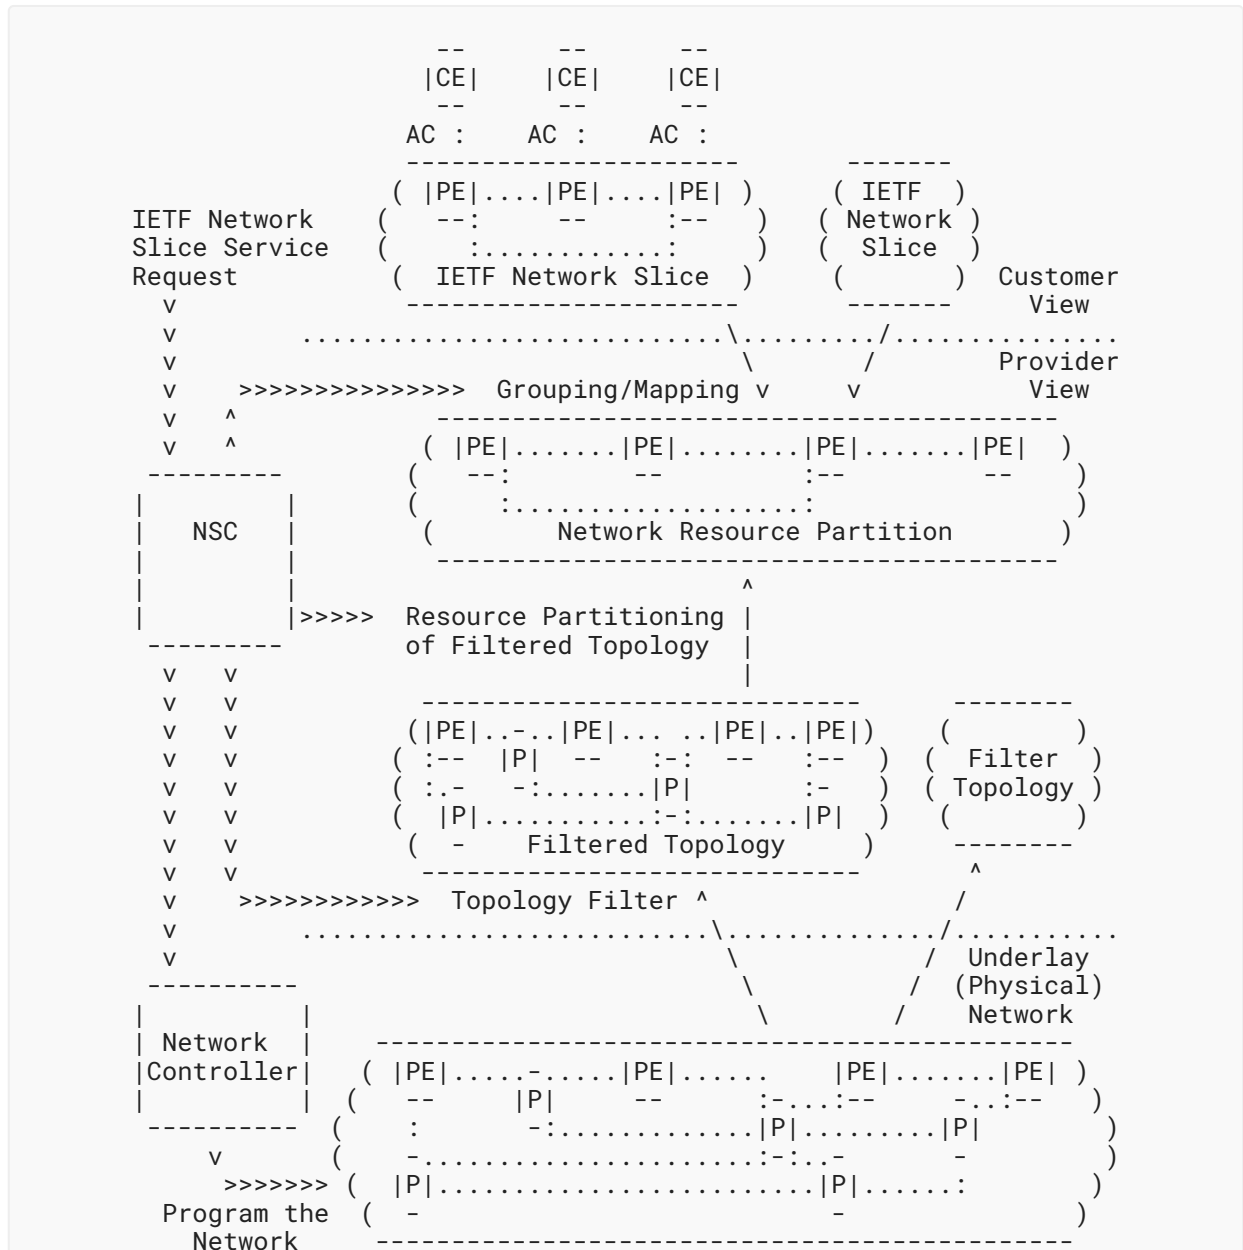 --      --      --
                   |CE|    |CE|    |CE|
                    --      --      --
                  AC :    AC :    AC :
                  ----------------------       -------
                 ( |PE|....|PE|....|PE| )     ( IETF  )
IETF Network    (   --:     --     :--   )   ( Network )
Slice Service   (     :............:     )   (  Slice  )
Request          (  IETF Network Slice  )     (       )  Customer
  v               ----------------------       -------     View
  v        ............................\........./...............
  v                                     \       /        Provider
  v    >>>>>>>>>>>>>>>  Grouping/Mapping v     v           View
  v   ^             -----------------------------------------
  v   ^            ( |PE|.......|PE|........|PE|.......|PE|  )
 ---------        (   --:        --         :--         --    )
|         |       (     :...................:                 )
|   NSC   |        (        Network Resource Partition       )
|         |         -----------------------------------------
|         |                             ^
|         |>>>>>  Resource Partitioning |
 ---------        of Filtered Topology  |
  v   v                                 |
  v   v            -----------------------------      --------
  v   v           (|PE|..-..|PE|... ..|PE|..|PE|)    (        )
  v   v          ( :--  |P|  --   :-:  --   :--  )  (  Filter  )
  v   v          ( :.-   -:.......|P|       :-   )  ( Topology )
  v   v          (  |P|...........:-:.......|P|  )   (        )
  v   v           (  -    Filtered Topology     )     --------
  v   v            -----------------------------       ^
  v    >>>>>>>>>>>>  Topology Filter ^                /
  v        ...........................\............../...........
  v                                    \            /  Underlay
 ----------                             \          /  (Physical)
|          |                             \        /    Network
| Network  |    ----------------------------------------------
|Controller|   ( |PE|.....-.....|PE|......    |PE|.......|PE| )
|          |  (   --     |P|     --      :-...:--     -..:--   )
 ----------  (    :       -:.............|P|.........|P|        )
     v       (    -......................:-:..-       -         )
      >>>>>>> (  |P|.........................|P|......:        )
  Program the  (  -                           -               )
    Network     ----------------------------------------------